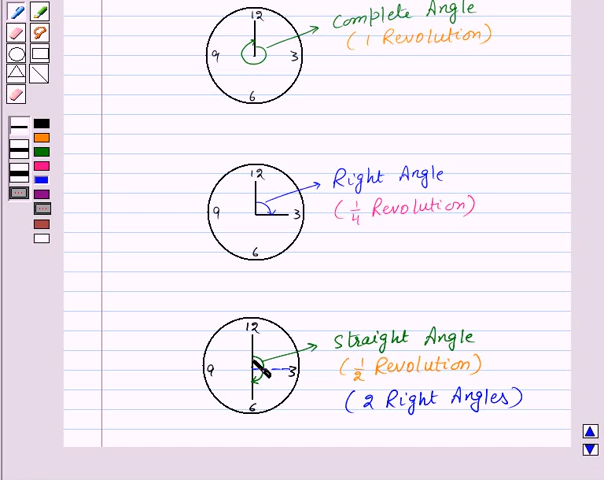 12
9
3
6
Complete Angle
(1 Revolution)
12
9
3
6
Right Angle
(1/4 Revolution)
12
9
3
6
Straight Angle
(1/2 Revolution)
(2 Right Angles)